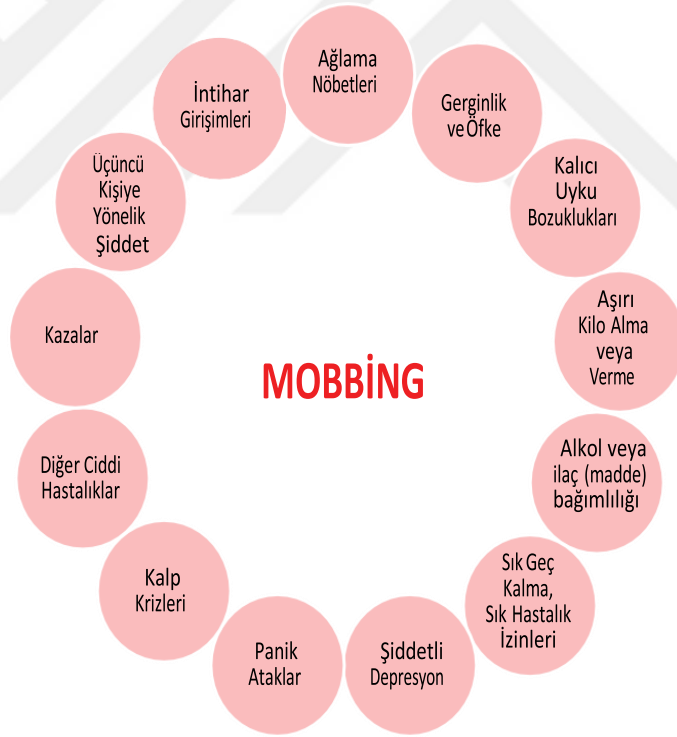 Ağlama
Nöbetleri
Gerginlik
ve Öfke
Kalıcı
Uyku
Bozuklukları
Aşırı
Kilo Alma
veya
Verme
Alkol veya
ilaç (madde)
bağımlılığı
Sık Geç
Kalma,
Sık Hastalık
İzinleri
Şiddetli
Depresyon
Panik
Ataklar
Kalp
Krizleri
Diğer Ciddi
Hastalıklar
Kazalar
Üçüncü
Kişiye
Yönelik
Şiddet
İntihar
Girişimleri
MOBBİNG